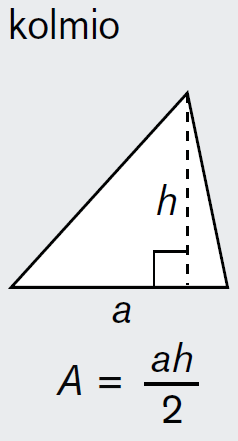 kolmio
h
a
A = ah/2